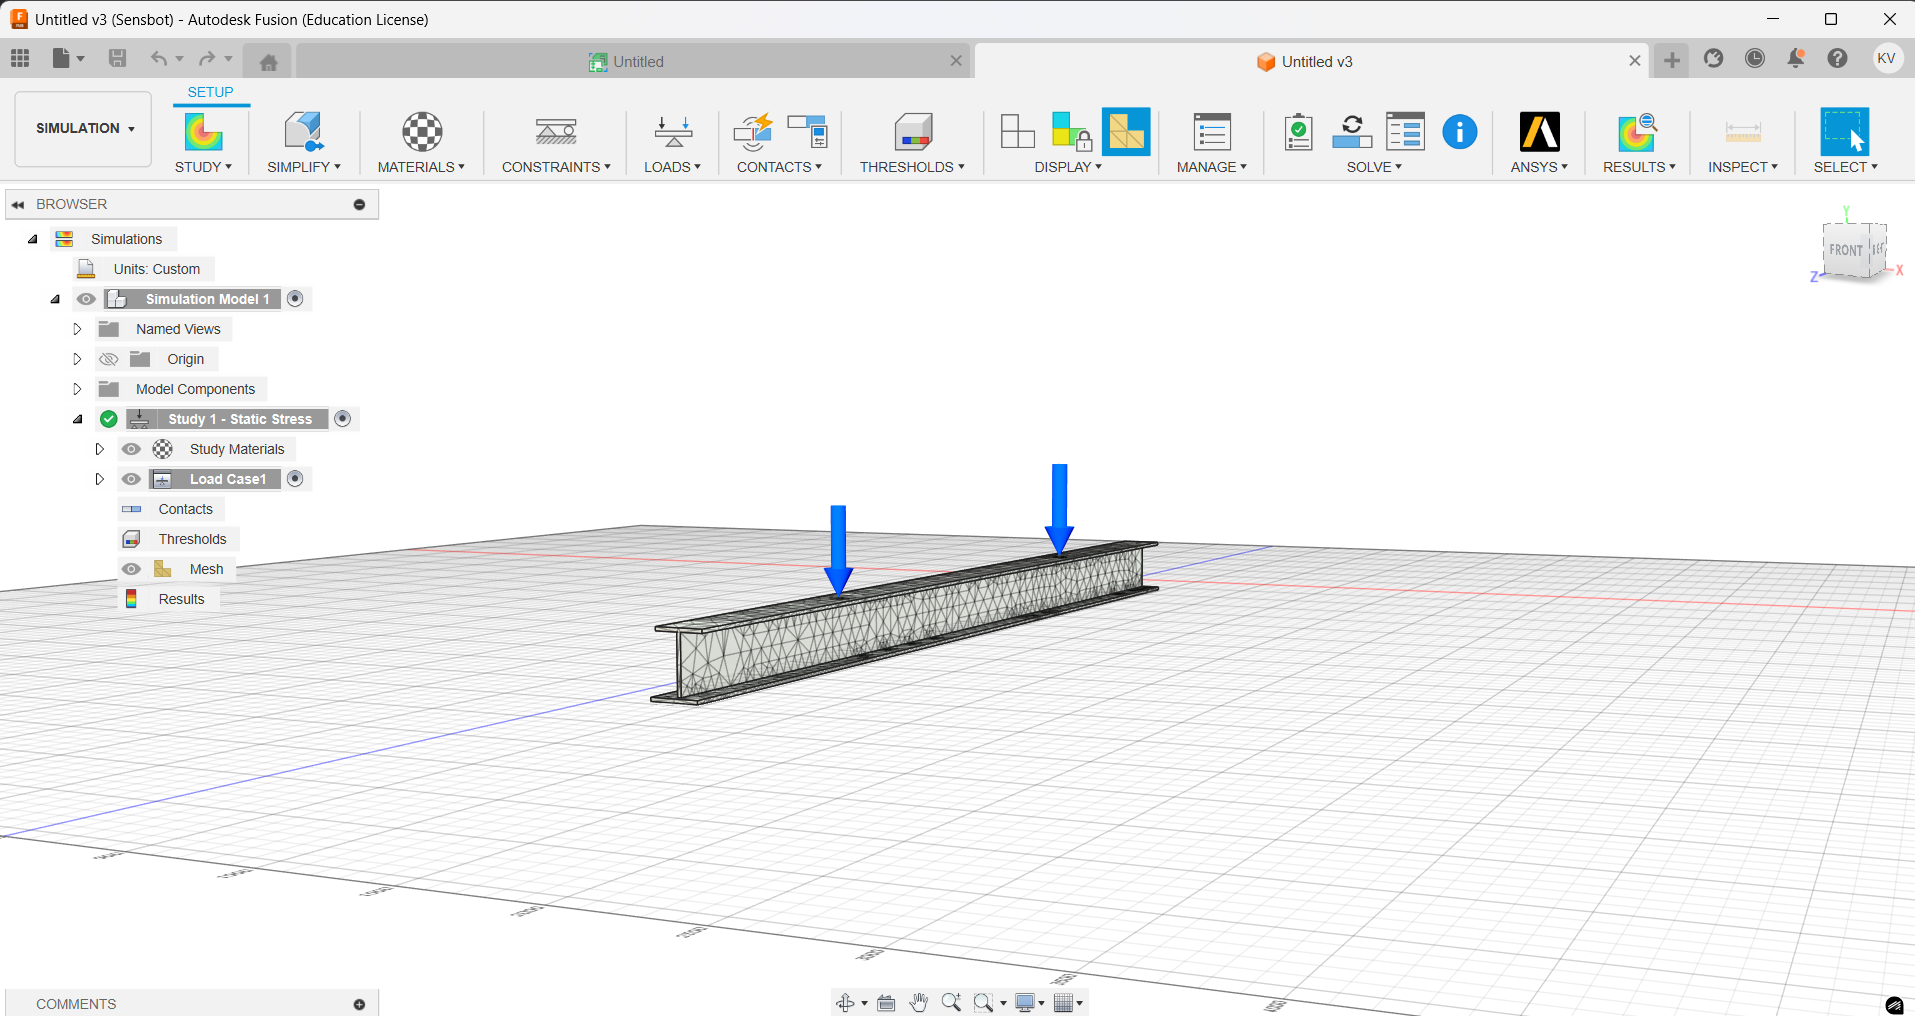 Untitled v3 (Sensbot) - Autodesk Fusion (Education License)
Untitled
Untitled v3
KV
SIMULATION
SETUP
STUDY
SIMPLIFY
MATERIALS
CONSTRAINTS
LOADS
CONTACTS
THRESHOLDS
DISPLAY
MANAGE
SOLVE
ANSYS
RESULTS
INSPECT
SELECT
BROWSER
Simulations
Units: Custom
Simulation Model 1
Named Views
Origin
Model Components
Study 1 - Static Stress
Study Materials
Load Case1
Contacts
Thresholds
Mesh
Results
Y
FRONT
Z
X
COMMENTS